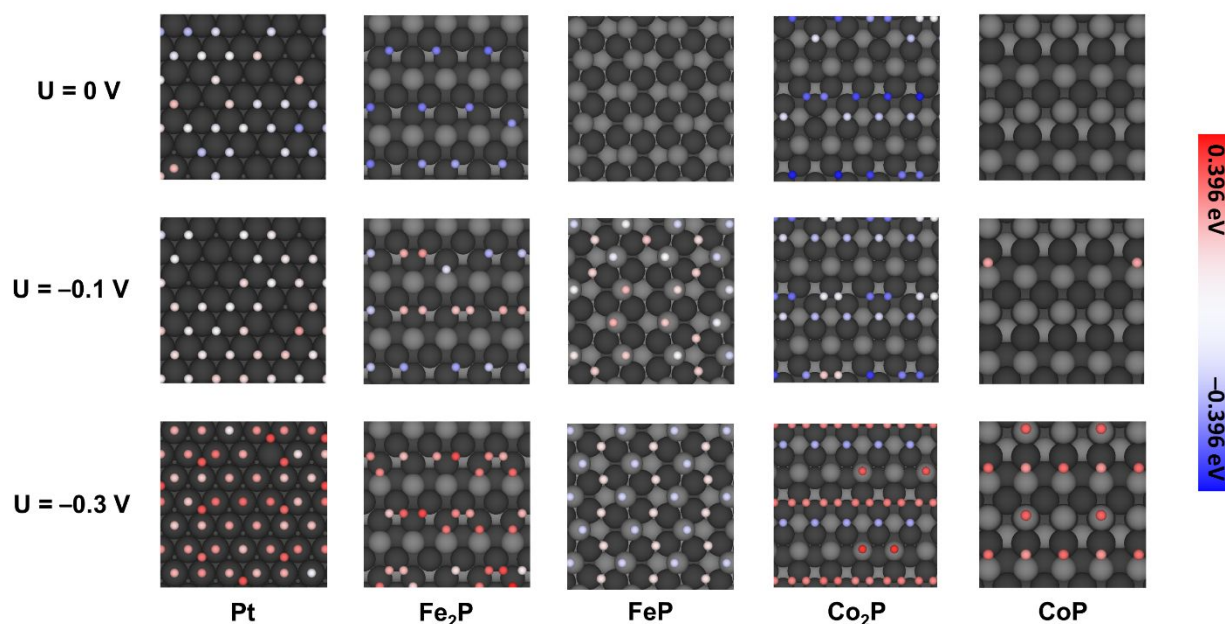 U = 0 V
U = –0.1 V
U = –0.3 V
Pt
Fe₂P
FeP
Co₂P
CoP
0.396 eV
–0.396 eV